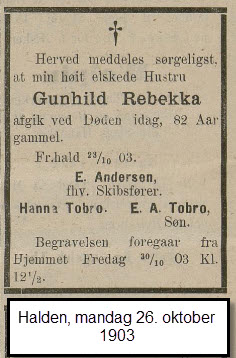 †
Herved meddeles sørgeligst,
at min høit elskede Hustru
Gunhild Rebekka
afgik ved Døden idag, 82 Aar
gammel.
Fr.hald 23/10 03.
E. Andersen,
fhv. Skibsfører.
Hanna Tobro. E. A. Tobro,
Søn.
Begravelsen foregaar fra
Hjemmet Fredag 30/10 03 Kl.
12½.
Halden, mandag 26. oktober
1903